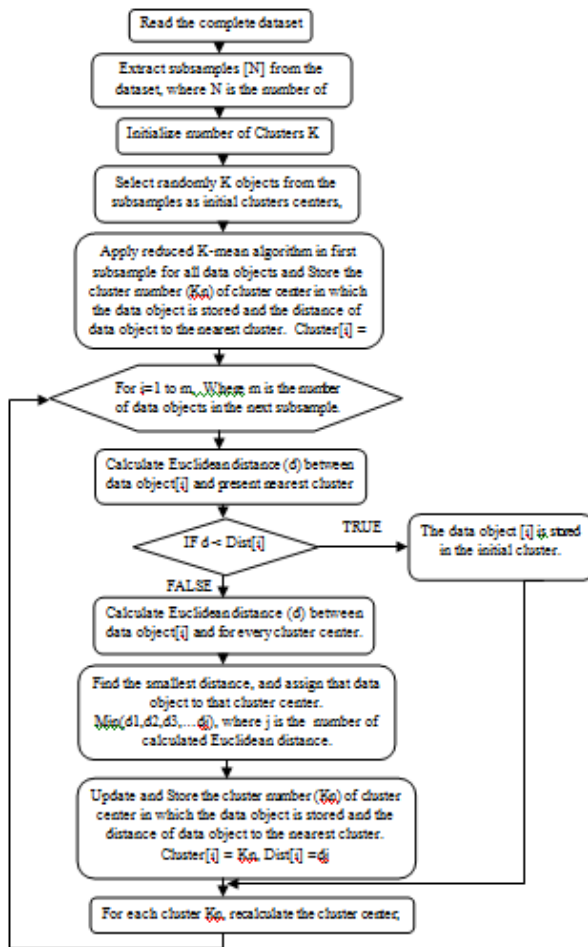 Read the complete dataset
Extract subsamples [N] from the
dataset, where N is the number of
Initialize number of Clusters K
Select randomly K objects from the
subsamples as initial clusters centers,
Apply reduced K-mean algorithm in first
subsample for all data objects and Store the
cluster number (Kn) of cluster center in which
the data object is stored and the distance of
data object to the nearest cluster. Cluster[i] =
For i=1 to m, Where m is the number
of data objects in the next subsample.
Calculate Euclidean distance (d) between
data object[i] and present nearest cluster
IF d < Dist[i]
TRUE
The data object [i] is stored
in the initial cluster.
FALSE
Calculate Euclidean distance (d) between
data object[i] and for every cluster center.
Find the smallest distance, and assign that data
object to that cluster center.
Min(d1,d2,d3,...dj), where j is the number of
calculated Euclidean distance.
Update and Store the cluster number (Kn) of cluster
center in which the data object is stored and the
distance of data object to the nearest cluster.
Cluster[i] = Kn, Dist[i] =dj
For each cluster Kn, recalculate the cluster center;